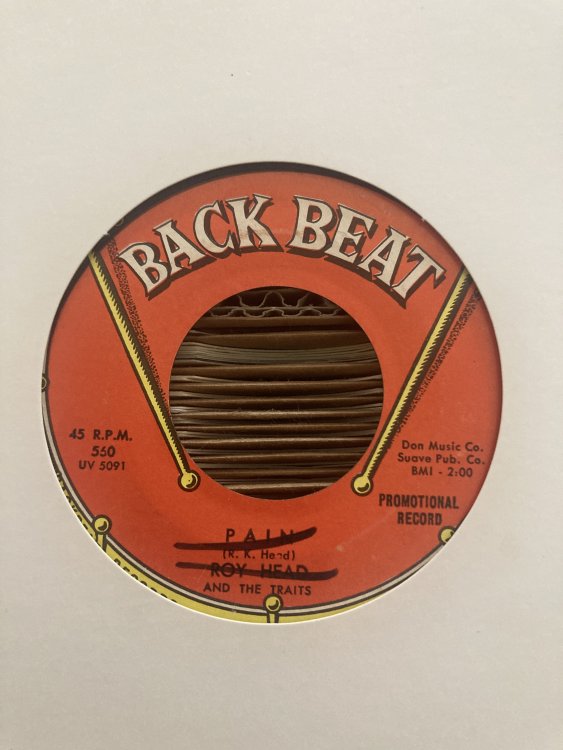 BACK BEAT
45 R.P.M.
560
UV 5091
Don Music Co.
Suave Pub. Co.
BMI - 2:00
PROMOTIONAL
RECORD
PAIN
(R. K. Head)
ROY HEAD
AND THE TRAITS